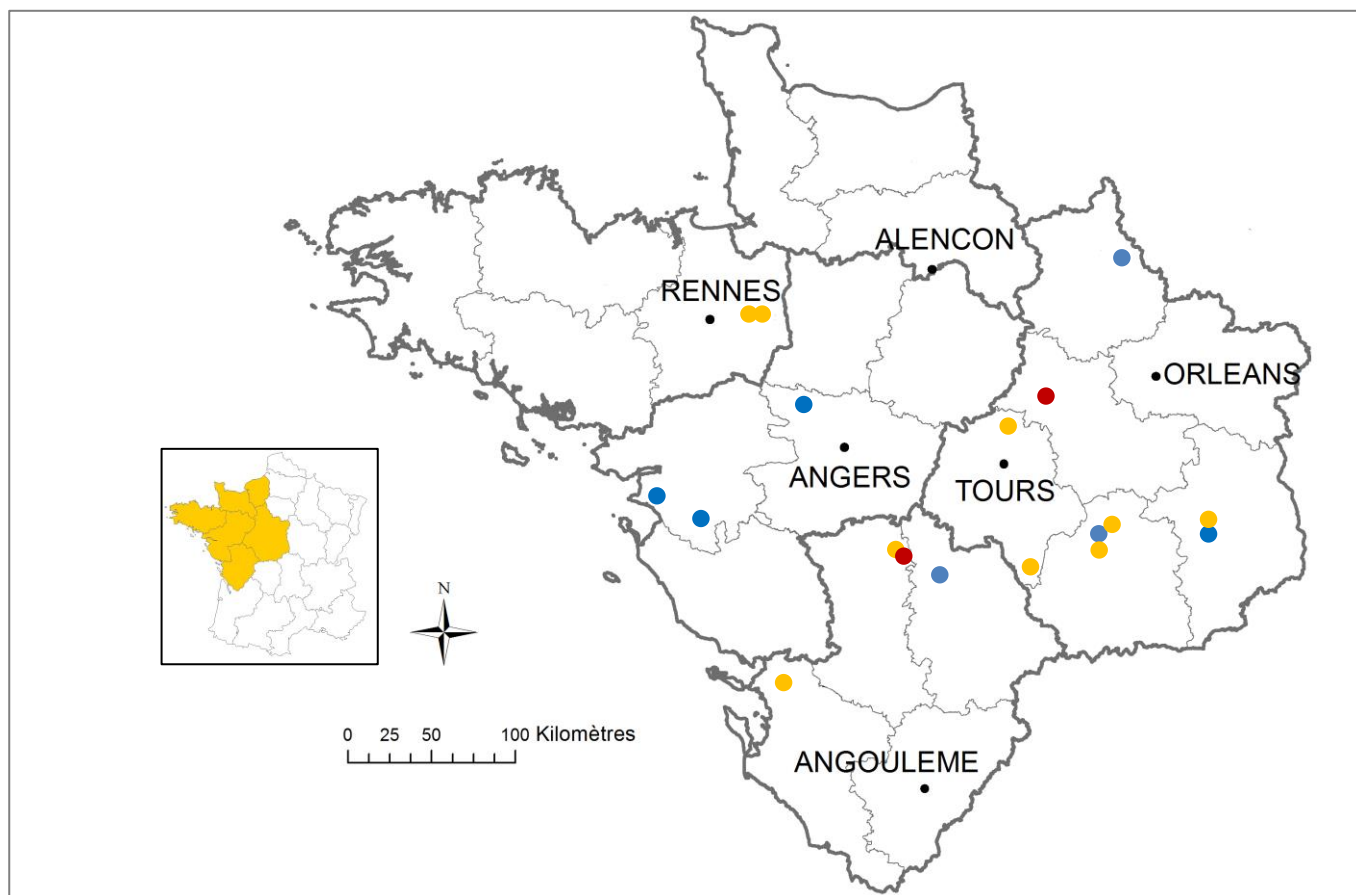 ALENCON
RENNES
ORLEANS
ANGERS
TOURS
N
0 25 50 100 Kilomètres
ANGOULEME